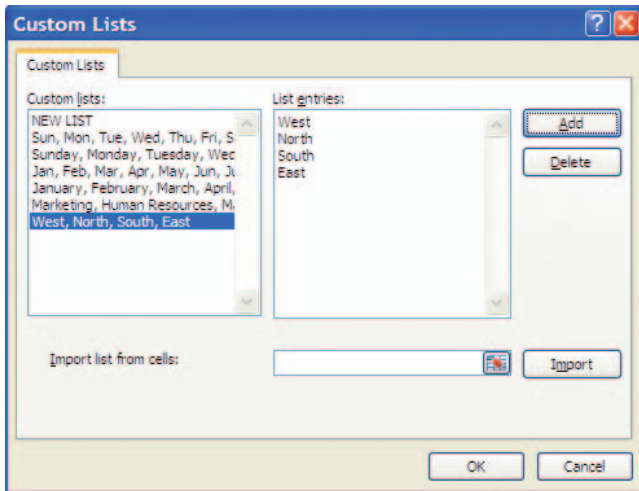 Custom Lists
Custom Lists
Custom lists:
NEW LIST
Sun, Mon, Tue, Wed, Thu, Fri, S
Sunday, Monday, Tuesday, Wed
Jan, Feb, Mar, Apr, May, Jun, Ju
January, February, March, April,
Marketing, Human Resources, M
West, North, South, East
List entries:
West
North
South
East
Add
Delete
Import list from cells:
Import
OK
Cancel